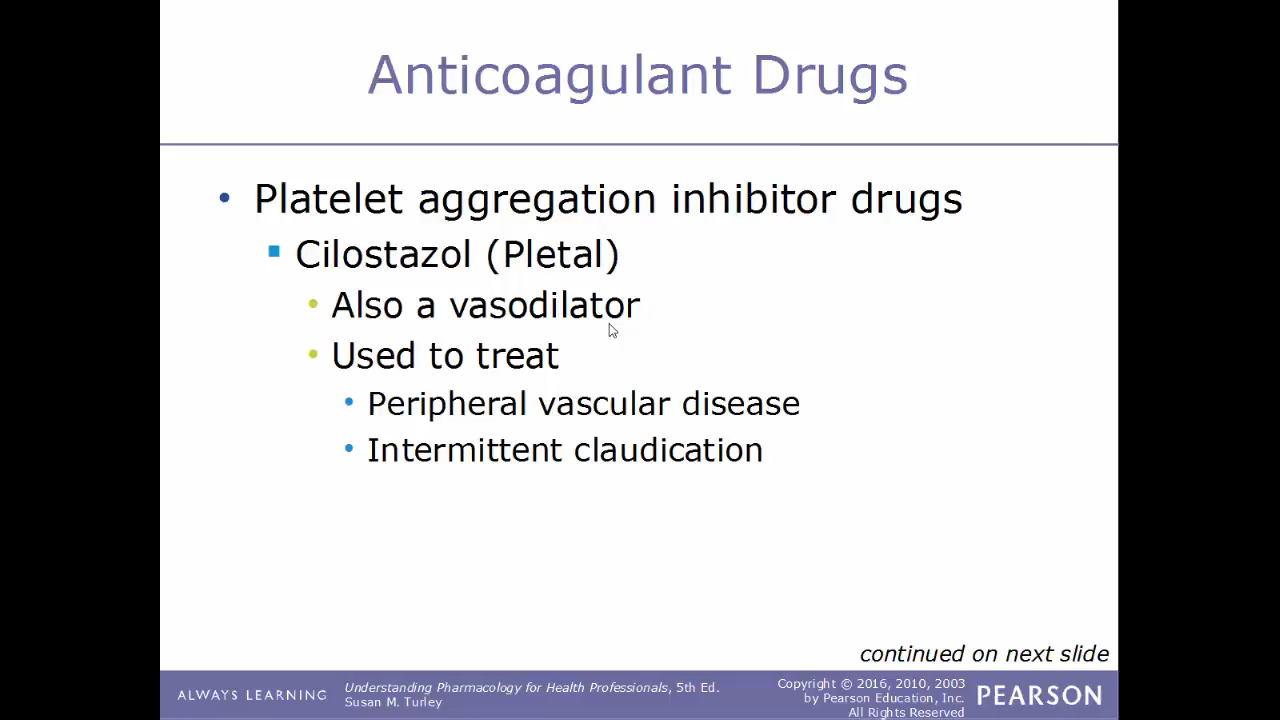 Anticoagulant Drugs
• Platelet aggregation inhibitor drugs
▪ Cilostazol (Pletal)
• Also a vasodilator
• Used to treat
• Peripheral vascular disease
• Intermittent claudication
continued on next slide
ALWAYS LEARNING
Understanding Pharmacology for Health Professionals, 5th Ed.
Susan M. Turley
Copyright © 2016, 2010, 2003
by Pearson Education, Inc.
All Rights Reserved
PEARSON